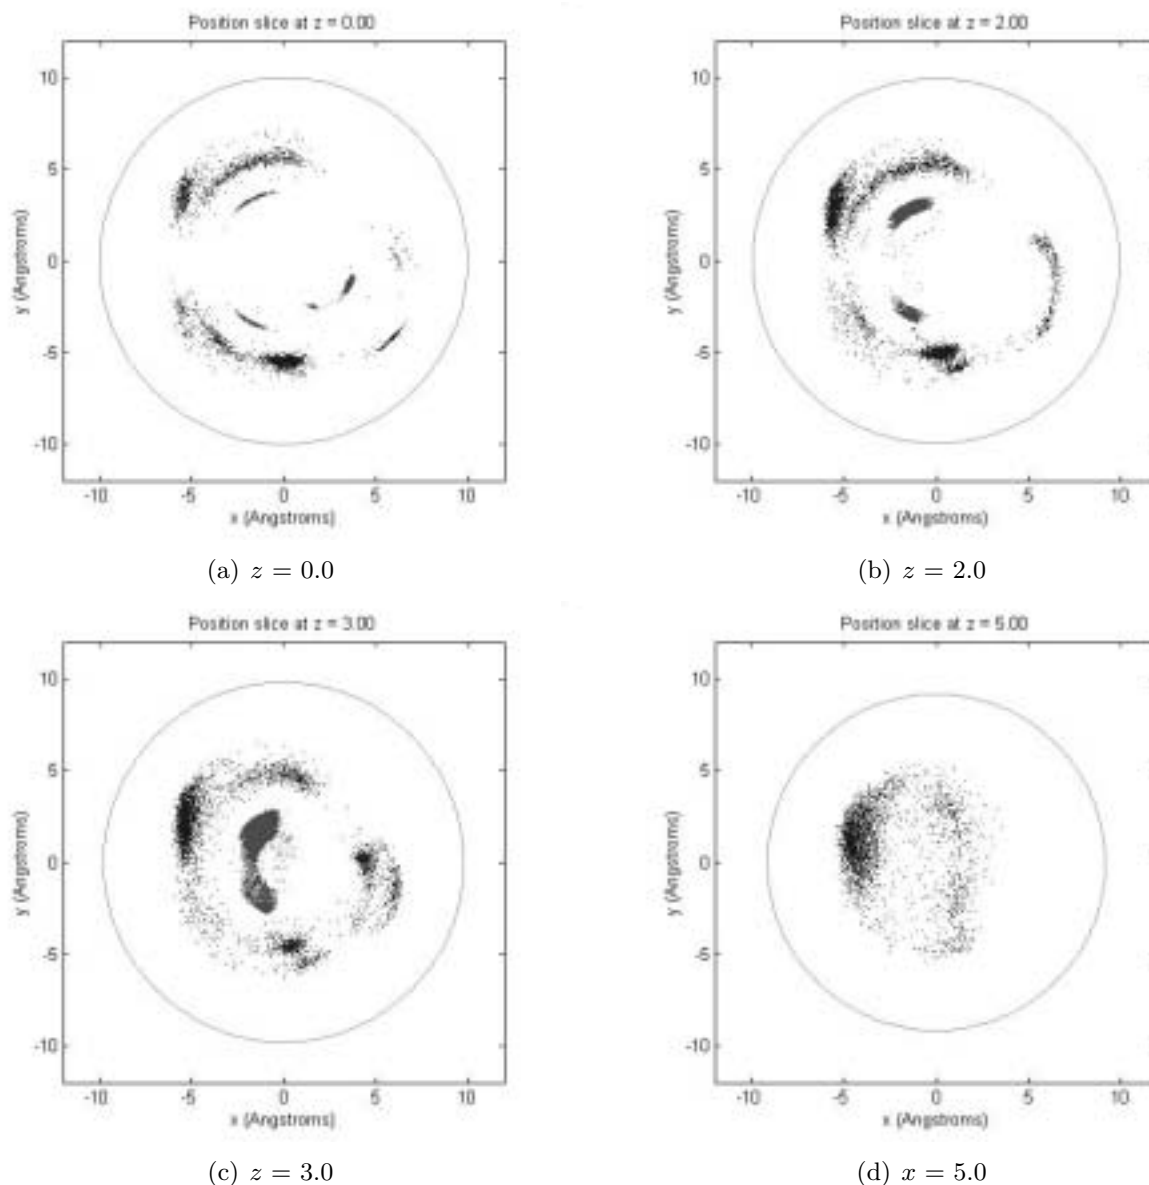 Position slice at z = 0.00
10
5
0
-5
-10
y (Angstroms)
-10 -5 0 5 10
x (Angstroms)
(a) z = 0.0
Position slice at z = 2.00
10
5
0
-5
-10
y (Angstroms)
-10 -5 0 5 10
x (Angstroms)
(b) z = 2.0
Position slice at z = 3.00
10
5
0
-5
-10
y (Angstroms)
-10 -5 0 5 10
x (Angstroms)
(c) z = 3.0
Position slice at z = 5.00
10
5
0
-5
-10
y (Angstroms)
-10 -5 0 5 10
x (Angstroms)
(d) x = 5.0